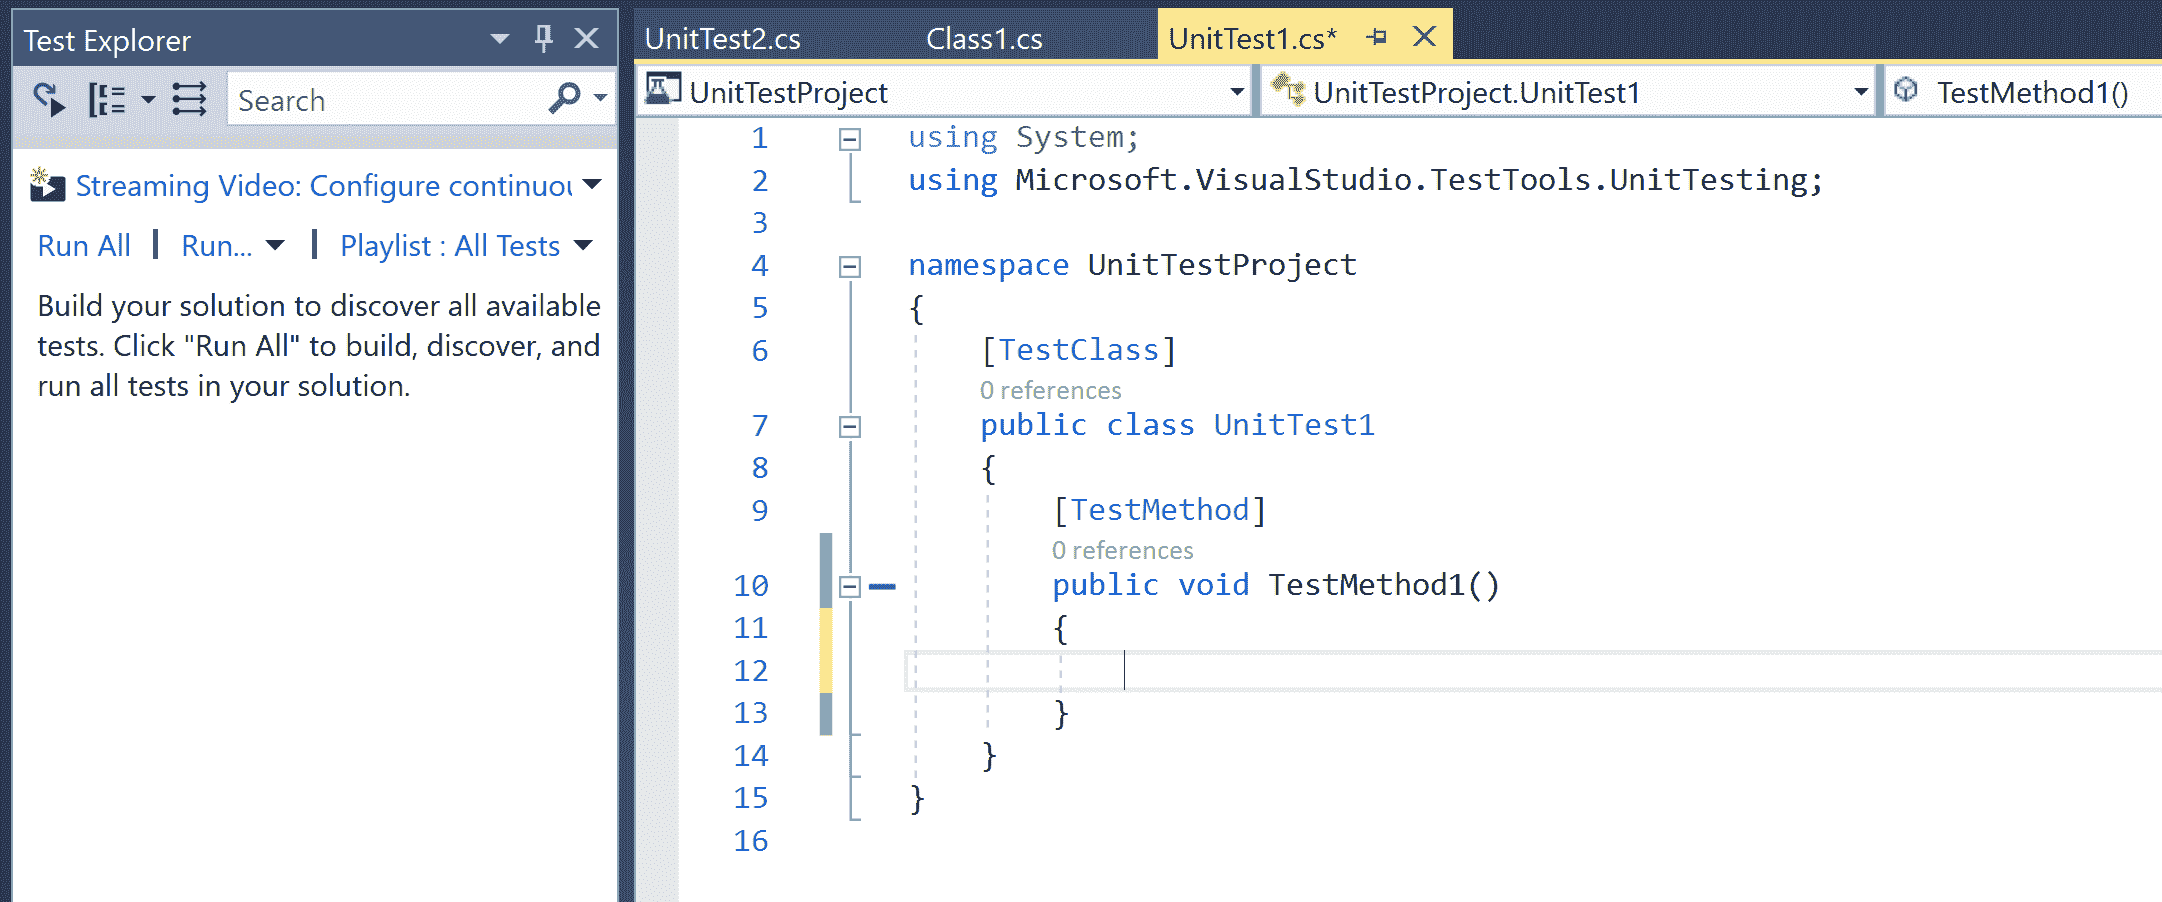 Test Explorer
Search
Streaming Video: Configure continuou
Run All | Run... | Playlist : All Tests
Build your solution to discover all available
tests. Click "Run All" to build, discover, and
run all tests in your solution.
UnitTest2.cs Class1.cs UnitTest1.cs*
UnitTestProject UnitTestProject.UnitTest1 TestMethod1()
1 using System;
2 using Microsoft.VisualStudio.TestTools.UnitTesting;
3
4 namespace UnitTestProject
5 {
6 [TestClass]
0 references
7 public class UnitTest1
8 {
9 [TestMethod]
0 references
10 public void TestMethod1()
11 {
12
13 }
14 }
15 }
16